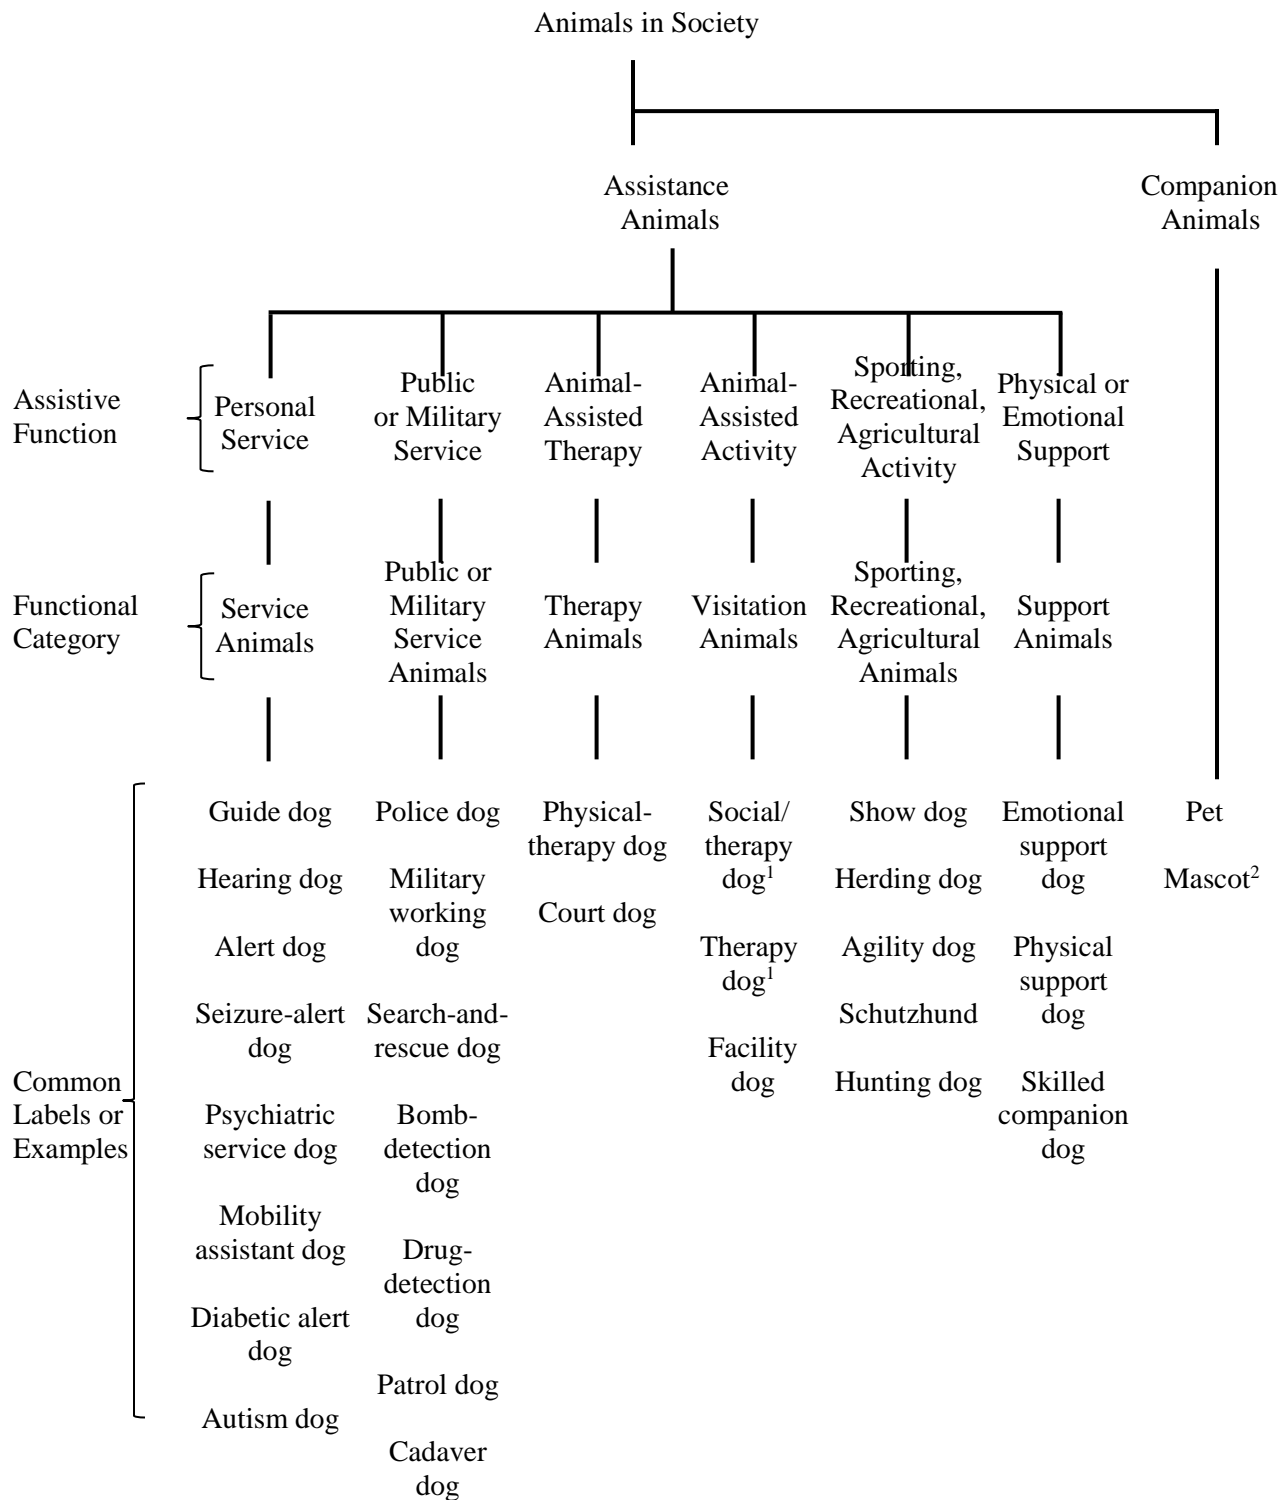 Animals in Society
Assistance
Animals
Companion
Animals
Assistive
Function
Personal
Service
Public
or Military
Service
Animal-
Assisted
Therapy
Animal-
Assisted
Activity
Sporting,
Recreational,
Agricultural
Activity
Physical or
Emotional
Support
Functional
Category
Service
Animals
Public or
Military
Service
Animals
Therapy
Animals
Visitation
Animals
Sporting,
Recreational,
Agricultural
Animals
Support
Animals
Common
Labels or
Examples
Guide dog
Hearing dog
Alert dog
Seizure-alert
dog
Psychiatric
service dog
Mobility
assistant dog
Diabetic alert
dog
Autism dog
Police dog
Military
working
dog
Search-and-
rescue dog
Bomb-
detection
dog
Drug-
detection
dog
Patrol dog
Cadaver
dog
Physical-
therapy dog
Court dog
Social/
therapy
dog¹
Therapy
dog¹
Facility
dog
Show dog
Herding dog
Agility dog
Schutzhund
Hunting dog
Emotional
support
dog
Physical
support
dog
Skilled
companion
dog
Pet
Mascot²